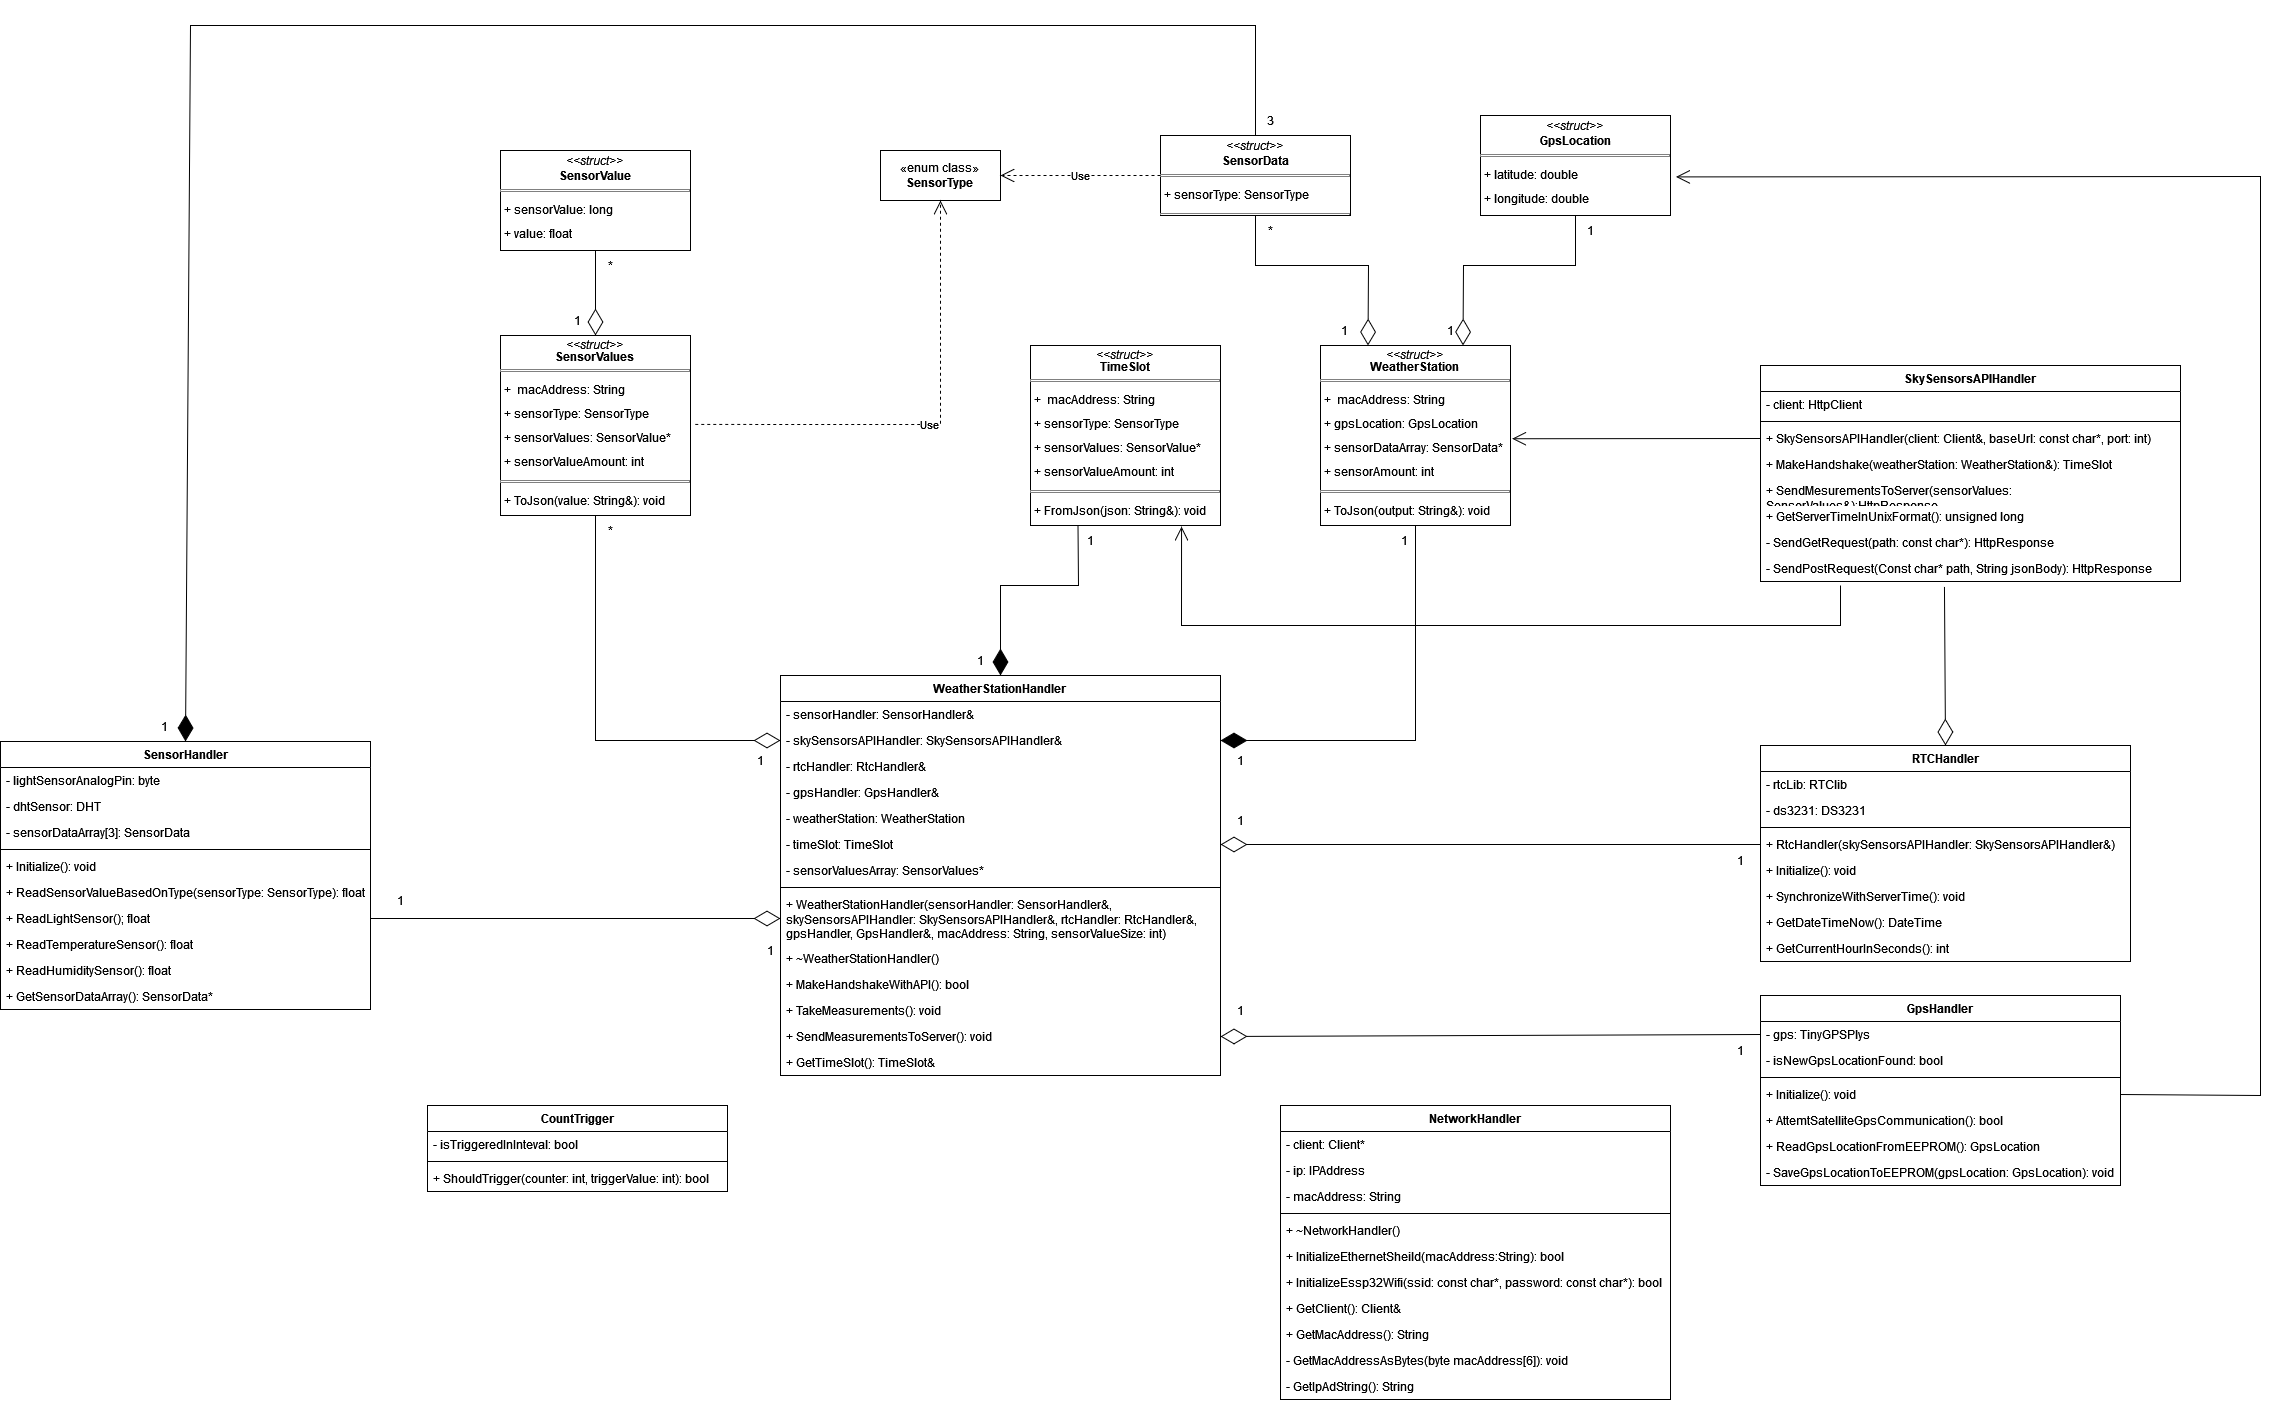 3
<<struct>>
GpsLocation
+ latitude: double
+ longitude: double
1
<<struct>>
SensorData
+ sensorType: SensorType
*
Use
«enum class»
SensorType
<<struct>>
SensorValue
+ sensorValue: long
+ value: float
*
1
<<struct>>
SensorValues
+ macAddress: String
+ sensorType: SensorType
+ sensorValues: SensorValue*
+ sensorValueAmount: int
+ ToJson(value: String&): void
*
Use
<<struct>>
TimeSlot
+ macAddress: String
+ sensorType: SensorType
+ sensorValues: SensorValue*
+ sensorValueAmount: int
+ FromJson(json: String&): void
1
1
1
<<struct>>
WeatherStation
+ macAddress: String
+ gpsLocation: GpsLocation
+ sensorDataArray: SensorData*
+ sensorAmount: int
+ ToJson(output: String&): void
1
SkySensorsAPIHandler
- client: HttpClient
+ SkySensorsAPIHandler(client: Client&, baseUrl: const char*, port: int)
+ MakeHandshake(weatherStation: WeatherStation&): TimeSlot
+ SendMesurementsToServer(sensorValues:
SensorValues&):HttpResponse
+ GetServerTimeInUnixFormat(): unsigned long
- SendGetRequest(path: const char*): HttpResponse
- SendPostRequest(Const char* path, String jsonBody): HttpResponse
1
SensorHandler
- lightSensorAnalogPin: byte
- dhtSensor: DHT
- sensorDataArray[3]: SensorData
+ Initialize(): void
+ ReadSensorValueBasedOnType(sensorType: SensorType): float
+ ReadLightSensor(); float
+ ReadTemperatureSensor(): float
+ ReadHumiditySensor(): float
+ GetSensorDataArray(): SensorData*
1
1
1
1
WeatherStationHandler
- sensorHandler: SensorHandler&
- skySensorsAPIHandler: SkySensorsAPIHandler&
- rtcHandler: RtcHandler&
- gpsHandler: GpsHandler&
- weatherStation: WeatherStation
- timeSlot: TimeSlot
- sensorValuesArray: SensorValues*
+ WeatherStationHandler(sensorHandler: SensorHandler&,
skySensorsAPIHandler: SkySensorsAPIHandler&, rtcHandler: RtcHandler&,
gpsHandler, GpsHandler&, macAddress: String, sensorValueSize: int)
+ ~WeatherStationHandler()
+ MakeHandshakeWithAPI(): bool
+ TakeMeasurements(): void
+ SendMeasurementsToServer(): void
+ GetTimeSlot(): TimeSlot&
1
1
1
1
1
RTCHandler
- rtcLib: RTClib
- ds3231: DS3231
+ RtcHandler(skySensorsAPIHandler: SkySensorsAPIHandler&)
+ Initialize(): void
+ SynchronizeWithServerTime(): void
+ GetDateTimeNow(): DateTime
+ GetCurrentHourInSeconds(): int
GpsHandler
- gps: TinyGPSPlys
- isNewGpsLocationFound: bool
+ Initialize(): void
+ AttemtSatelliteGpsCommunication(): bool
+ ReadGpsLocationFromEEPROM(): GpsLocation
- SaveGpsLocationToEEPROM(gpsLocation: GpsLocation): void
CountTrigger
- isTriggeredInInteval: bool
+ ShouldTrigger(counter: int, triggerValue: int): bool
NetworkHandler
- client: Client*
- ip: IPAddress
- macAddress: String
+ ~NetworkHandler()
+ InitializeEthernetSheild(macAddress:String): bool
+ InitializeEssp32Wifi(ssid: const char*, password: const char*): bool
+ GetClient(): Client&
+ GetMacAddress(): String
- GetMacAddressAsBytes(byte macAddress[6]): void
- GetIpAdString(): String